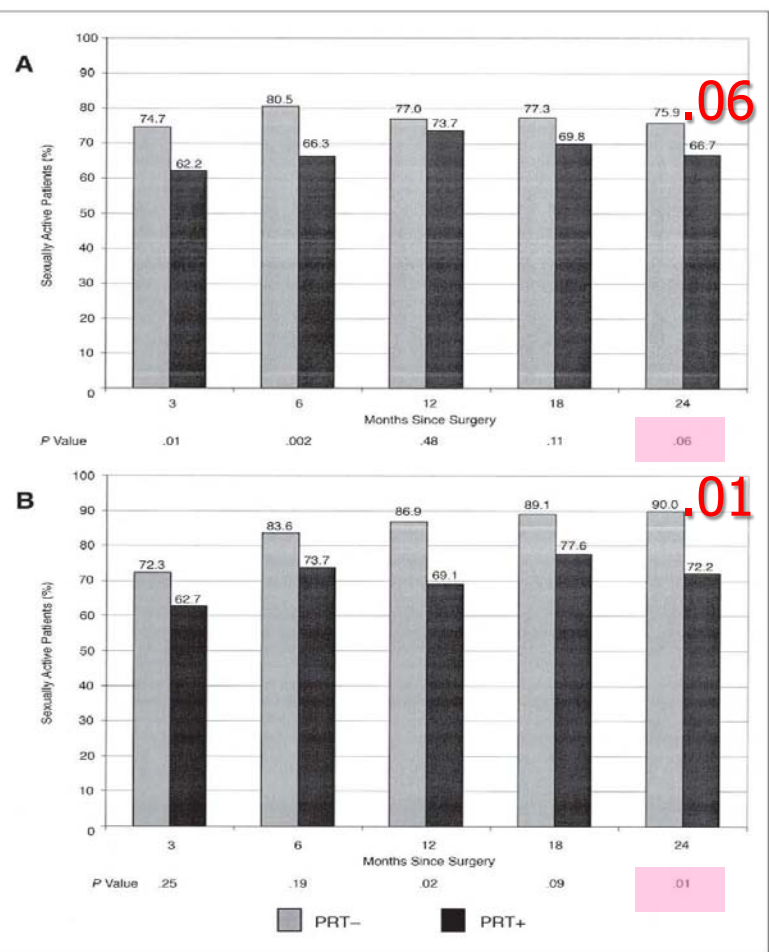 A
100
90
80
70
60
50
40
30
20
10
0
Sexually Active Patients (%)
74.7 62.2 80.5 66.3 77.0 73.7 77.3 69.8 75.9 66.7
.06
3 6 12 18 24
Months Since Surgery
P Value .01 .002 .48 .11 .06
B
100
90
80
70
60
50
40
30
20
10
0
Sexually Active Patients (%)
72.3 62.7 83.6 73.7 86.9 69.1 89.1 77.6 90.0 72.2
.01
3 6 12 18 24
Months Since Surgery
P Value .25 .19 .02 .09 .01
PRT– PRT+